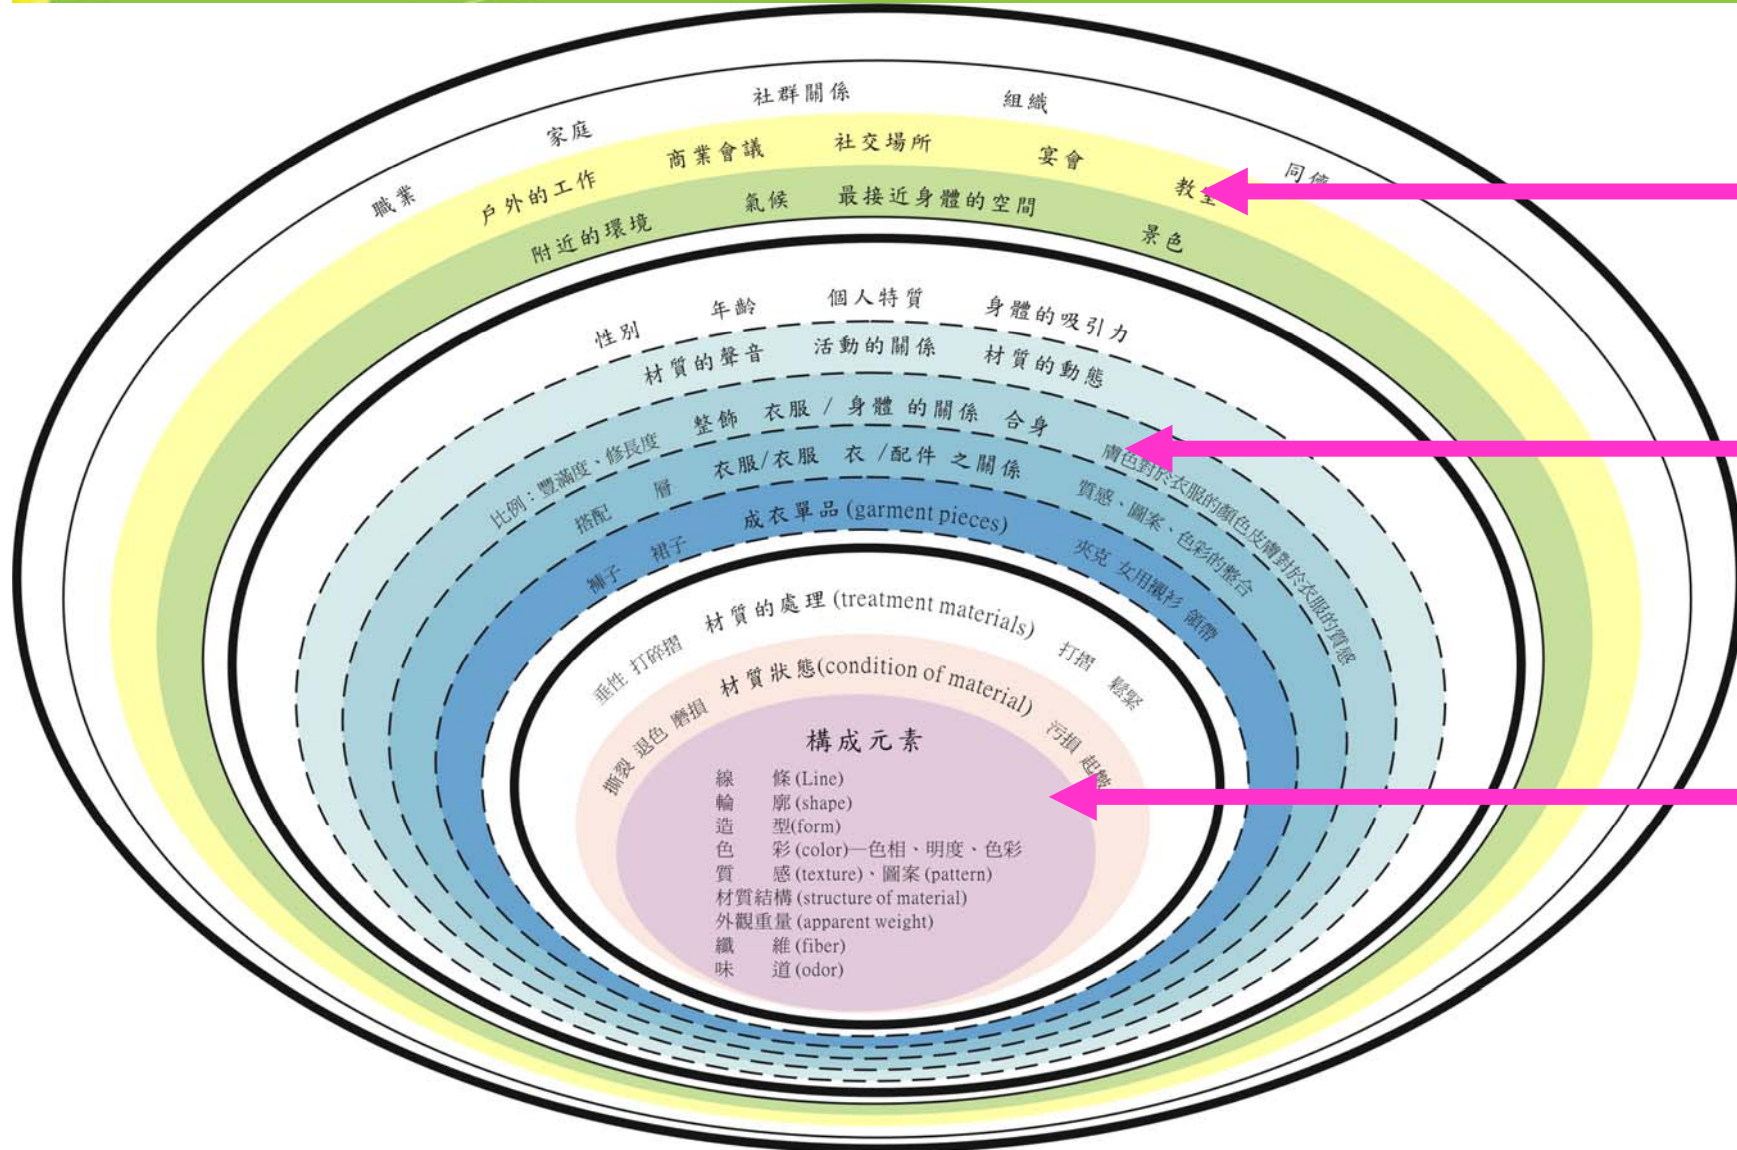 社群關係 組織
職業 家庭 同儕
戶外的工作 商業會議 社交場所 宴會 教室
附近的環境 氣候 最接近身體的空間 景色
性別 年齡 個人特質 身體的吸引力
材質的聲音 活動的關係 材質的動態
比例：豐滿度、修長度 整飾 衣服 / 身體 的關係 合身 膚色對於衣服的顏色皮膚對於衣服的質感
搭配 層 衣服/衣服 衣 /配件 之關係 質感、圖案、色彩的整合
褲子 裙子 成衣單品 (garment pieces) 夾克 女用襯衫 領帶
垂性 打碎摺 材質的處理 (treatment materials) 打摺 鬆緊
撕裂 退色 磨損 材質狀態(condition of material) 污損 起皺
構成元素
線 條 (Line)
輪 廓 (shape)
造 型(form)
色 彩 (color)—色相、明度、色彩
質 感 (texture)、圖案 (pattern)
材質結構 (structure of material)
外觀重量 (apparent weight)
纖 維 (fiber)
味 道 (odor)